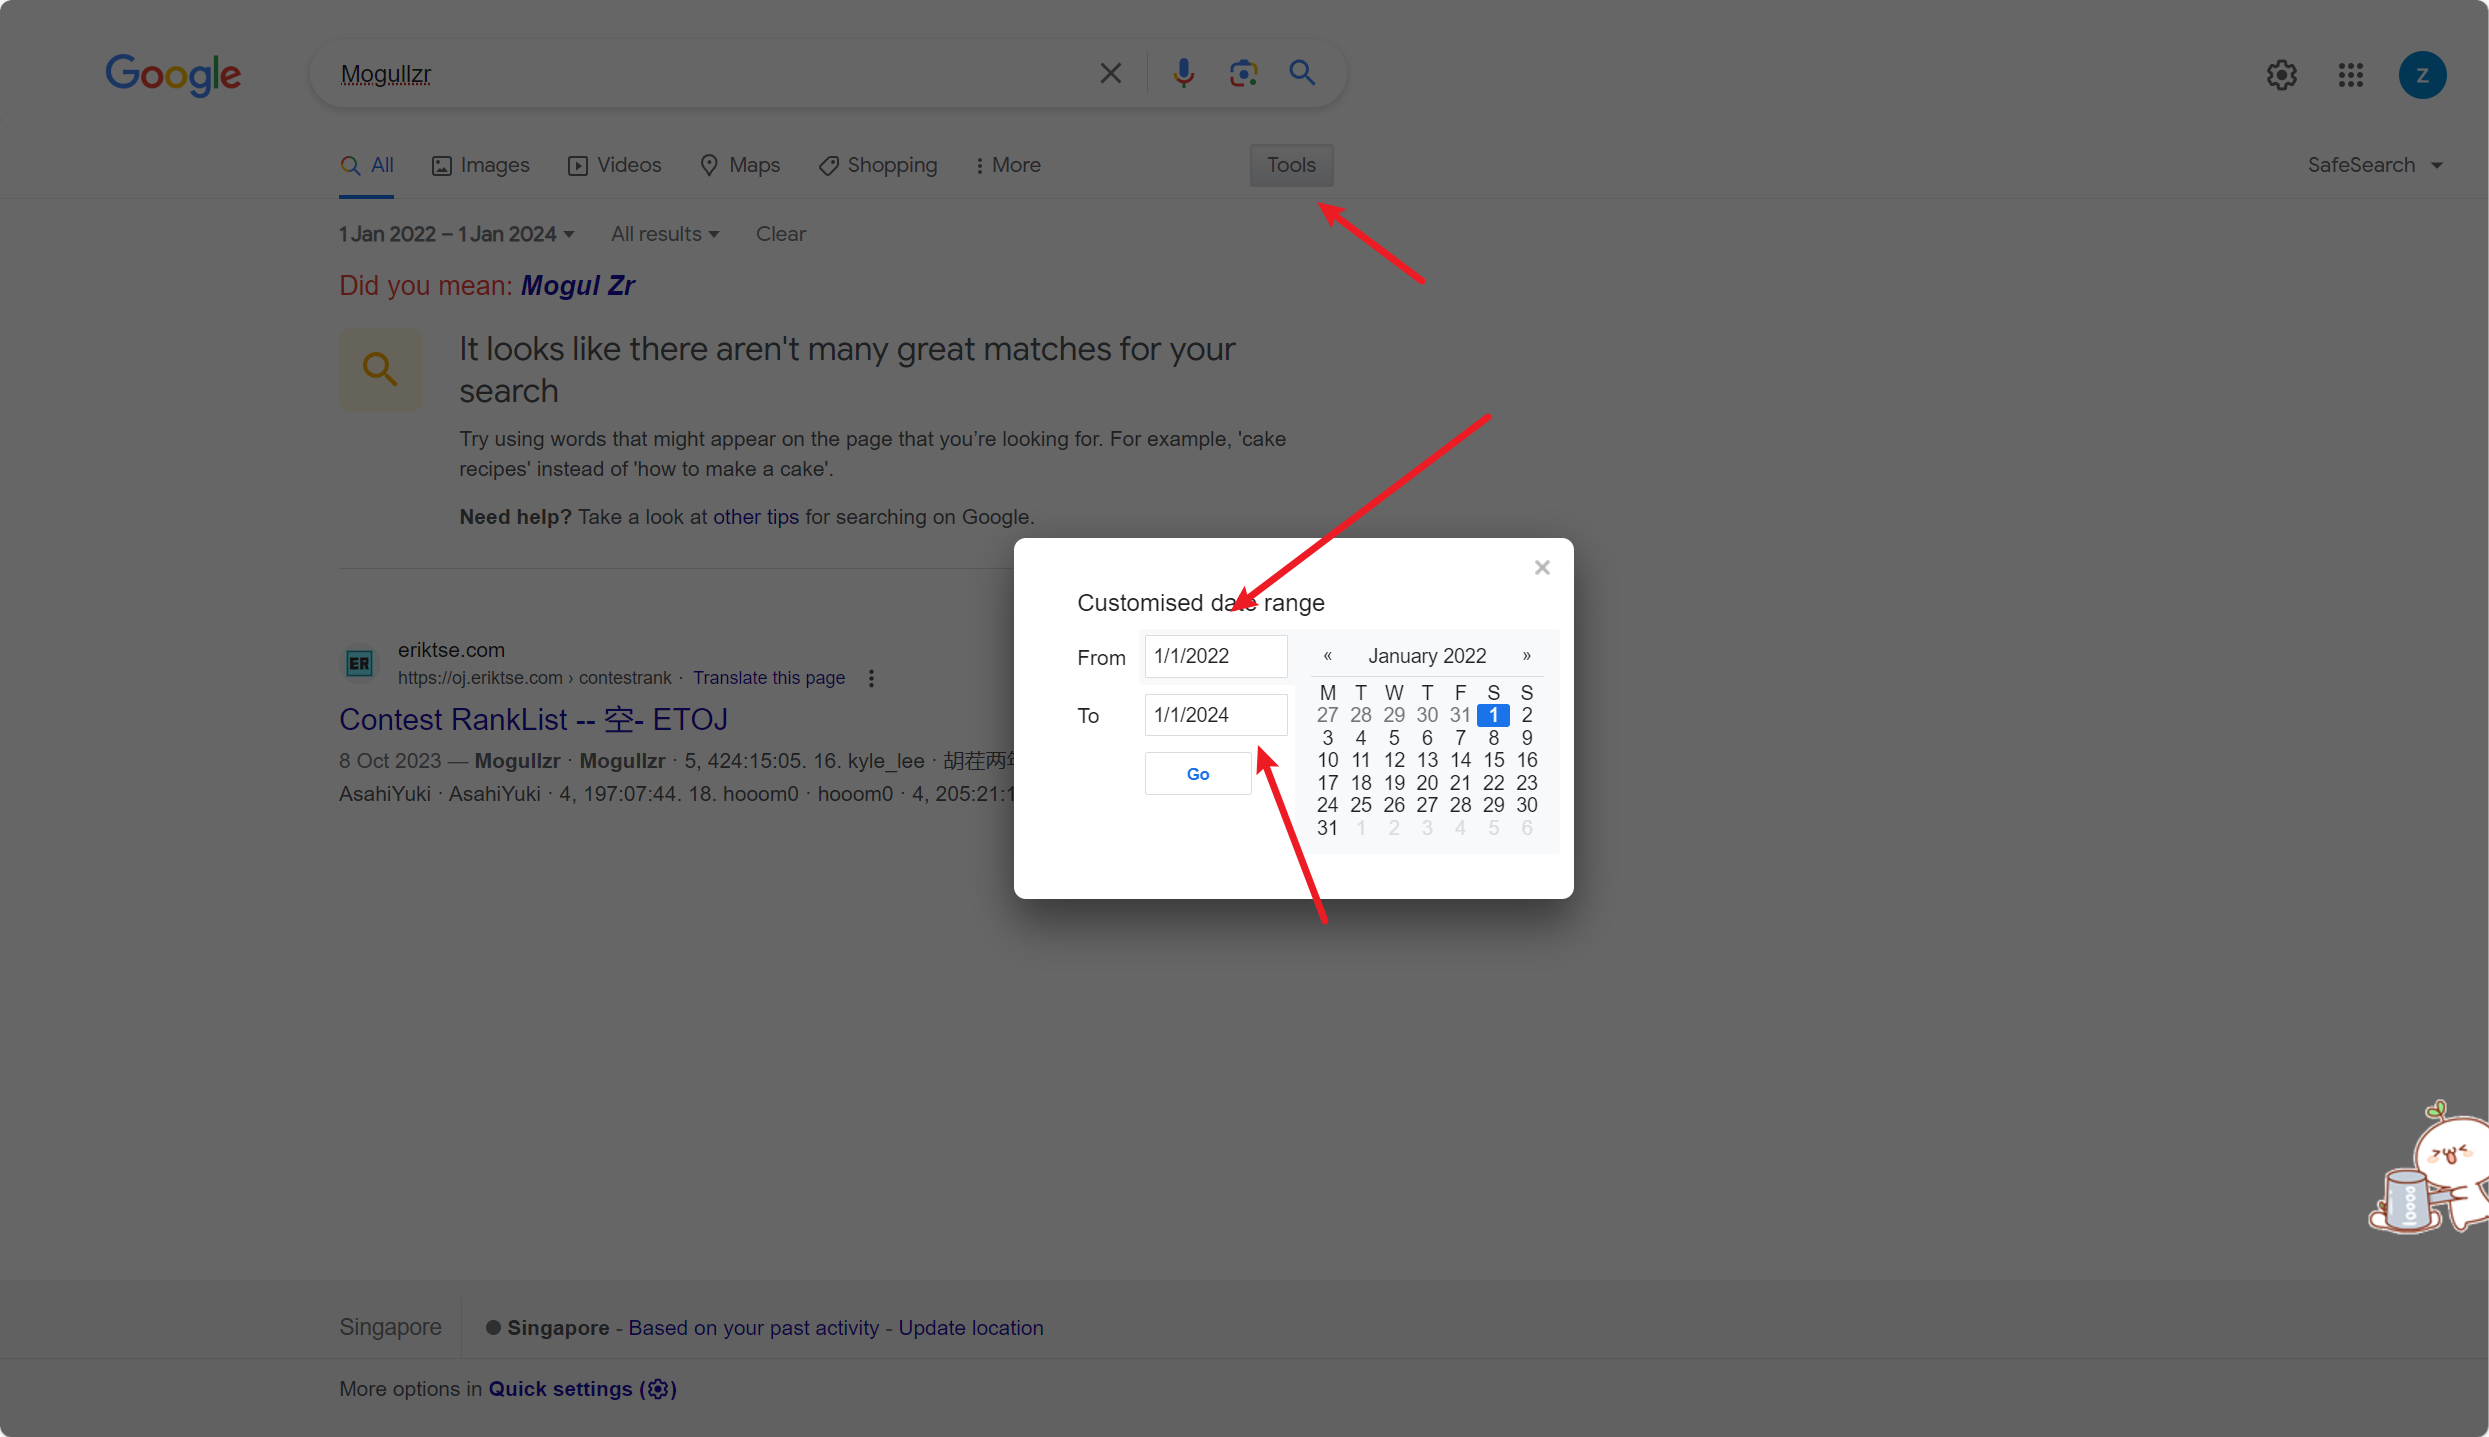 Google
Mogullzr
Z
All Images Videos Maps Shopping More Tools SafeSearch
1 Jan 2022 – 1 Jan 2024 All results Clear
Did you mean: Mogul Zr
It looks like there aren't many great matches for your
search
Try using words that might appear on the page that you’re looking for. For example, 'cake
recipes' instead of 'how to make a cake'.
Need help? Take a look at other tips for searching on Google.
ER
eriktse.com
https://oj.eriktse.com › contestrank · Translate this page
Contest RankList -- 空- ETOJ
8 Oct 2023 — Mogullzr · Mogullzr · 5, 424:15:05. 16. kyle_lee · 胡茬两
AsahiYuki · AsahiYuki · 4, 197:07:44. 18. hooom0 · hooom0 · 4, 205:21:
×
Customised date range
From 1/1/2022
To 1/1/2024
Go
« January 2022 »
M T W T F S S
27 28 29 30 31 1 2
3 4 5 6 7 8 9
10 11 12 13 14 15 16
17 18 19 20 21 22 23
24 25 26 27 28 29 30
31 1 2 3 4 5 6
Singapore Singapore - Based on your past activity - Update location
More options in Quick settings ( )